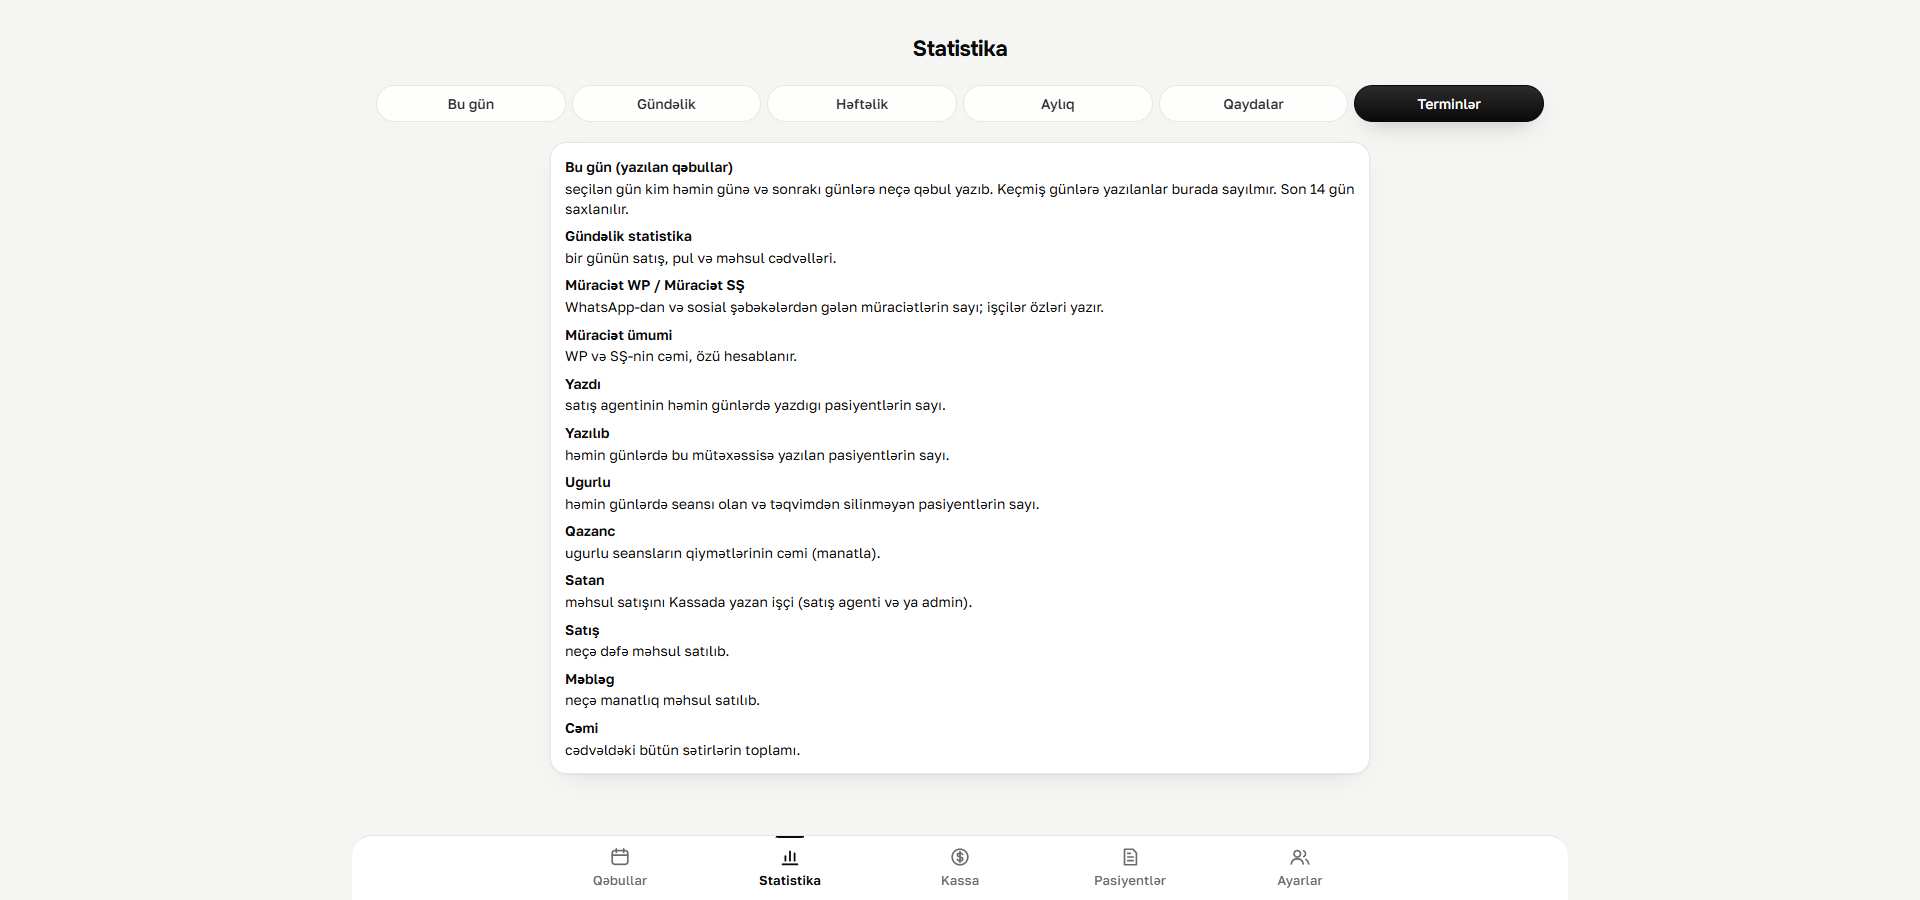 Statistika
Bu gün
Gündəlik
Həftəlik
Aylıq
Qaydalar
Terminlər
Bu gün (yazılan qəbullar)
seçilən gün kim həmin günə və sonrakı günlərə neçə qəbul yazıb. Keçmiş günlərə yazılanlar burada sayılmır. Son 14 gün
saxlanılır.
Gündəlik statistika
bir günün satış, pul və məhsul cədvəlləri.
Müraciət WP / Müraciət SŞ
WhatsApp-dan və sosial şəbəkələrdən gələn müraciətlərin sayı; işçilər özləri yazır.
Müraciət ümumi
WP və SŞ-nin cəmi, özü hesablanır.
Yazdı
satış agentinin həmin günlərdə yazdıgı pasiyentlərin sayı.
Yazılıb
həmin günlərdə bu mütəxəssisə yazılan pasiyentlərin sayı.
Ugurlu
həmin günlərdə seansı olan və təqvimdən silinməyən pasiyentlərin sayı.
Qazanc
ugurlu seansların qiymətlərinin cəmi (manatla).
Satan
məhsul satışını Kassada yazan işçi (satış agenti və ya admin).
Satış
neçə dəfə məhsul satılıb.
Məbləg
neçə manatlıq məhsul satılıb.
Cəmi
cədvəldəki bütün sətirlərin toplamı.
Qəbullar
Statistika
Kassa
Pasiyentlər
Ayarlar